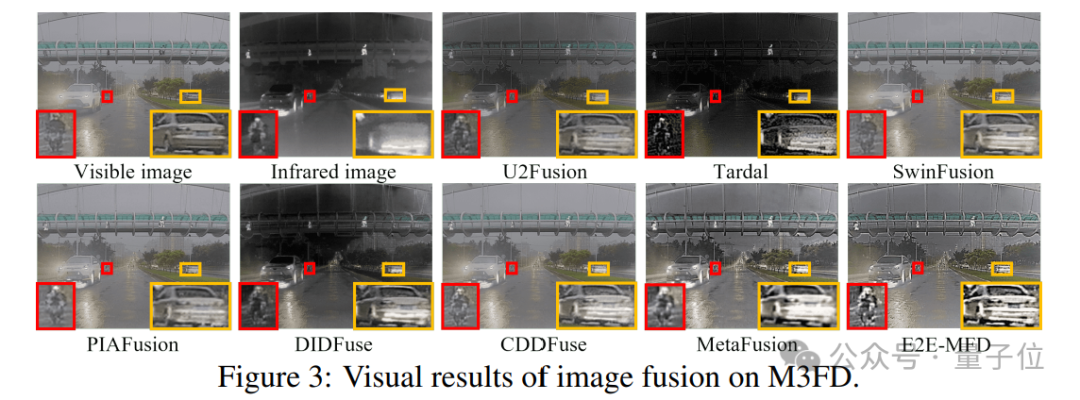 Visible image
Infrared image
U2Fusion
Tardal
SwinFusion
PIAFusion
DIDFuse
CDDFuse
MetaFusion
E2E-MFD
公众号 · 量子位
Figure 3: Visual results of image fusion on M3FD.